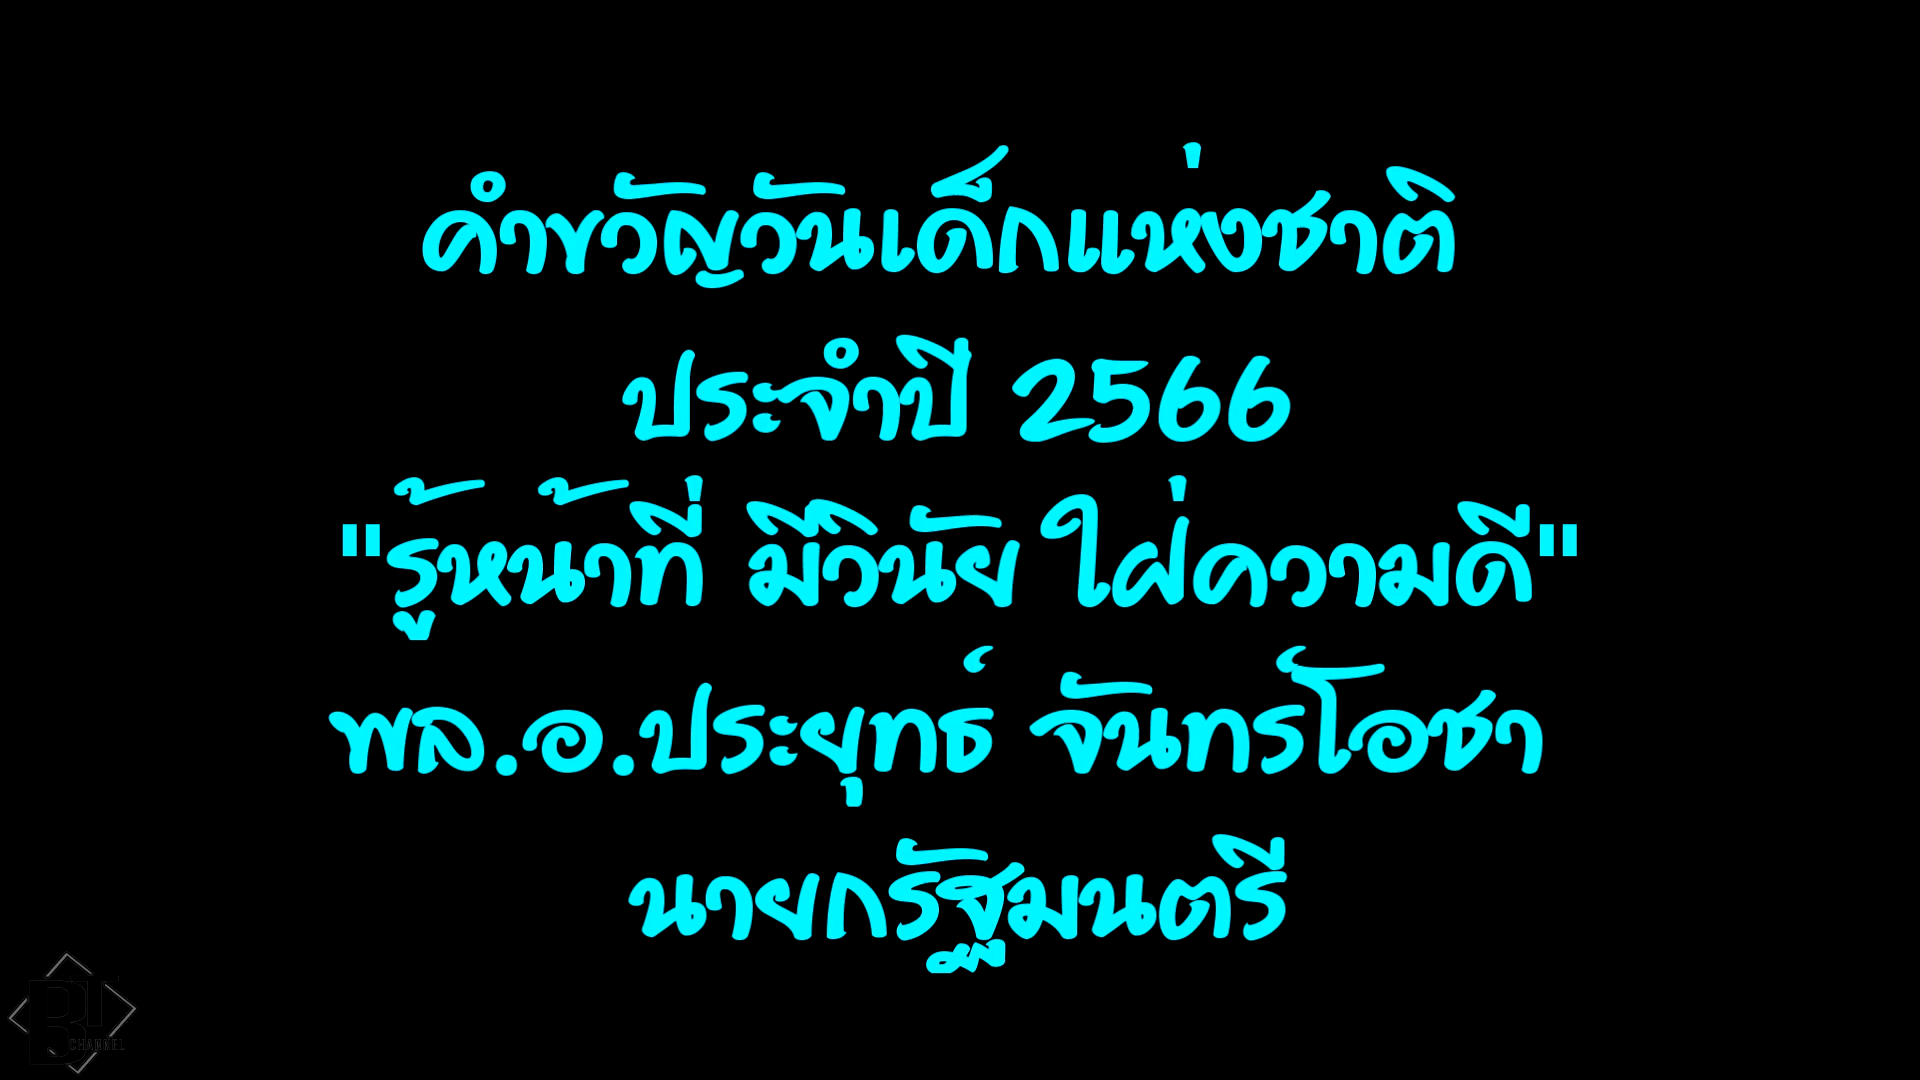 คำขวัญวันเด็กแห่งชาติ
ประจำปี 2566
"รู้หน้าที่ มีวินัย ใฝ่ความดี"
พล.อ.ประยุทธ์ จันทร์โอชา
นายกรัฐมนตรี
BT
CHANNEL